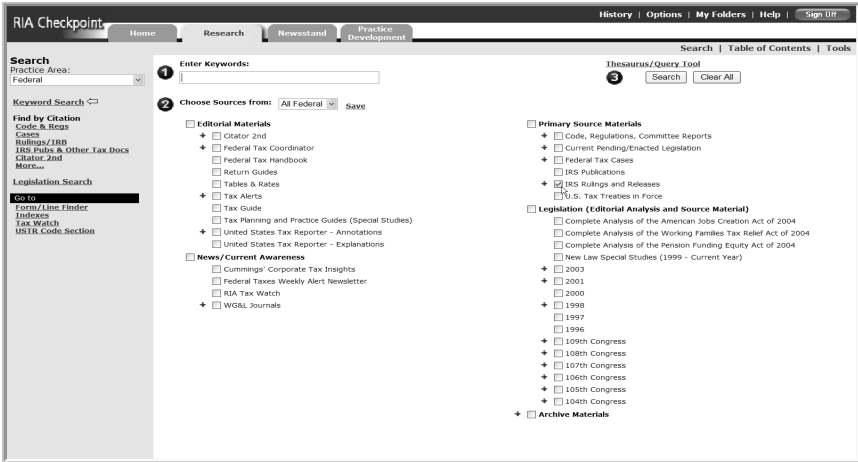 RIA Checkpoint
History | Options | My Folders | Help | Sign Off
Home
Research
Newsstand
Practice Development
Search | Table of Contents | Tools
Search
Practice Area:
Federal
Keyword Search
Find by Citation
Code & Regs
Cases
Rulings/IRB
IRS Pubs & Other Tax Docs
Citator 2nd
More...
Legislation Search
Go to
Form/Line Finder
Indexes
Tax Watch
USTR Code Section
1 Enter Keywords:
Thesaurus/Query Tool
3 Search Clear All
2 Choose Sources from: All Federal Save
Editorial Materials
+ Citator 2nd
+ Federal Tax Coordinator
Federal Tax Handbook
Return Guides
Tables & Rates
+ Tax Alerts
Tax Guide
Tax Planning and Practice Guides (Special Studies)
+ United States Tax Reporter - Annotations
United States Tax Reporter - Explanations
News/Current Awareness
Cummings' Corporate Tax Insights
Federal Taxes Weekly Alert Newsletter
RIA Tax Watch
+ WG&L Journals
Primary Source Materials
+ Code, Regulations, Committee Reports
+ Current Pending/Enacted Legislation
+ Federal Tax Cases
IRS Publications
+ IRS Rulings and Releases
U.S. Tax Treaties in Force
Legislation (Editorial Analysis and Source Material)
Complete Analysis of the American Jobs Creation Act of 2004
Complete Analysis of the Working Families Tax Relief Act of 2004
Complete Analysis of the Pension Funding Equity Act of 2004
New Law Special Studies (1999 - Current Year)
+ 2003
+ 2001
2000
+ 1998
1997
1996
+ 109th Congress
+ 108th Congress
+ 107th Congress
+ 106th Congress
+ 105th Congress
+ 104th Congress
+ Archive Materials